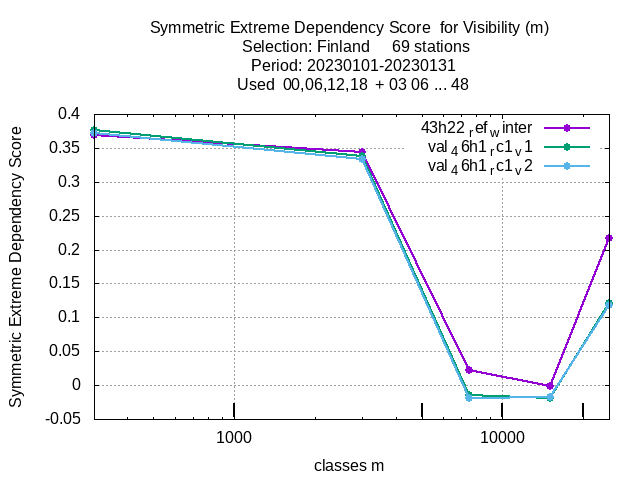 Symmetric Extreme Dependency Score  for Visibility (m)
Selection: Finland     69 stations
Period: 20230101-20230131
Used  00,06,12,18  + 03 06 ... 48
Symmetric Extreme Dependency Score
0.4
0.35
0.3
0.25
0.2
0.15
0.1
0.05
0
-0.05
43h22_ref_winter
val_46h1_rc1_v1
val_46h1_rc1_v2
1000 10000
classes m